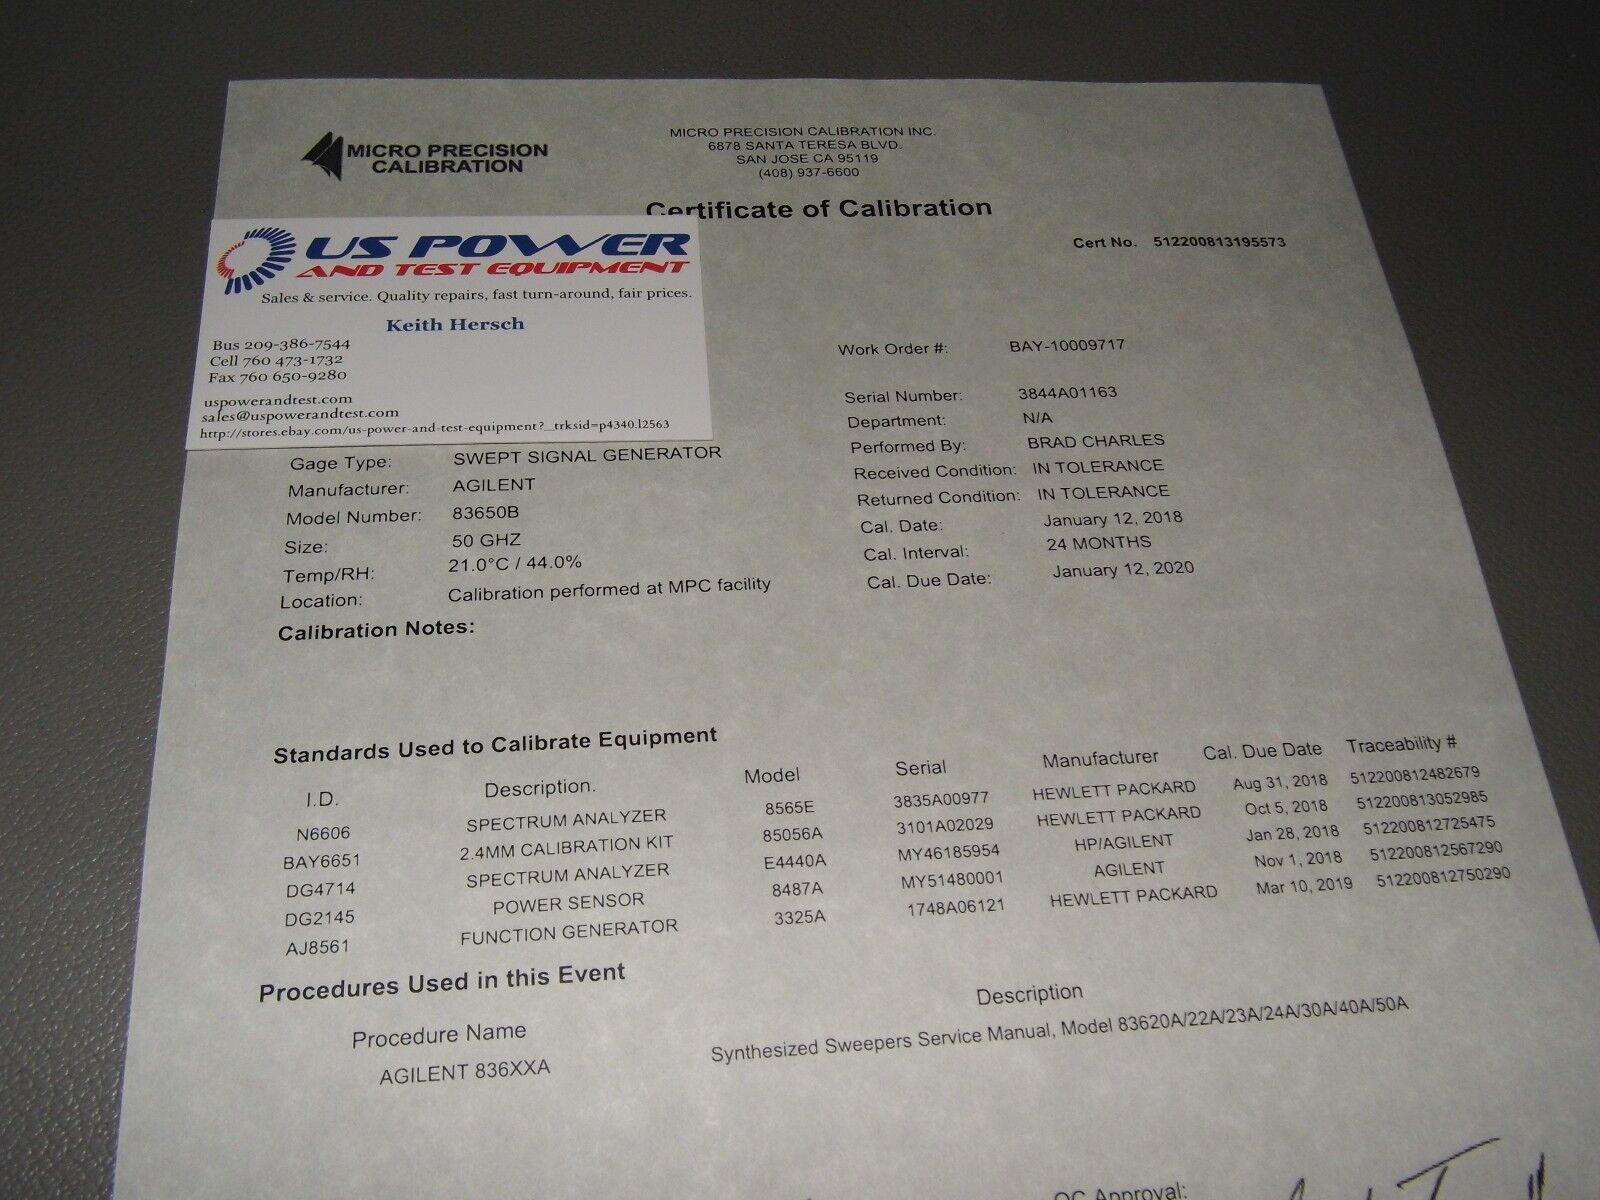 MICRO PRECISION
CALIBRATION
MICRO PRECISION CALIBRATION INC.
6878 SANTA TERESA BLVD.
SAN JOSE CA 95119
(408) 937-6600
Certificate of Calibration
Cert No. 512200813195573
US POWER
AND TEST EQUIPMENT
Sales & service. Quality repairs, fast turn-around, fair prices.
Keith Hersch
Bus 209-386-7544
Cell 760 473-1732
Fax 760 650-9280
uspowerandtest.com
sales@uspowerandtest.com
http://stores.ebay.com/us-power-and-test-equipment?_trksid=p4340.l2563
Work Order #: BAY-10009717
Serial Number: 3844A01163
Department: N/A
Performed By: BRAD CHARLES
Received Condition: IN TOLERANCE
Returned Condition: IN TOLERANCE
Cal. Date: January 12, 2018
Cal. Interval: 24 MONTHS
Cal. Due Date: January 12, 2020
Gage Type: SWEPT SIGNAL GENERATOR
Manufacturer: AGILENT
Model Number: 83650B
Size: 50 GHZ
Temp/RH: 21.0°C / 44.0%
Location: Calibration performed at MPC facility
Calibration Notes:
Standards Used to Calibrate Equipment
I.D. Description. Model Serial Manufacturer Cal. Due Date Traceability #
N6606 SPECTRUM ANALYZER 8565E 3835A00977 HEWLETT PACKARD Aug 31, 2018 512200812482679
BAY6651 2.4MM CALIBRATION KIT 85056A 3101A02029 HEWLETT PACKARD Oct 5, 2018 512200813052985
DG4714 SPECTRUM ANALYZER E4440A MY46185954 HP/AGILENT Jan 28, 2018 512200812725475
DG2145 POWER SENSOR 8487A MY51480001 AGILENT Nov 1, 2018 512200812567290
AJ8561 FUNCTION GENERATOR 3325A 1748A06121 HEWLETT PACKARD Mar 10, 2019 512200812750290
Procedures Used in this Event
Procedure Name Description
AGILENT 836XXA Synthesized Sweepers Service Manual, Model 83620A/22A/23A/24A/30A/40A/50A
QC Approval: